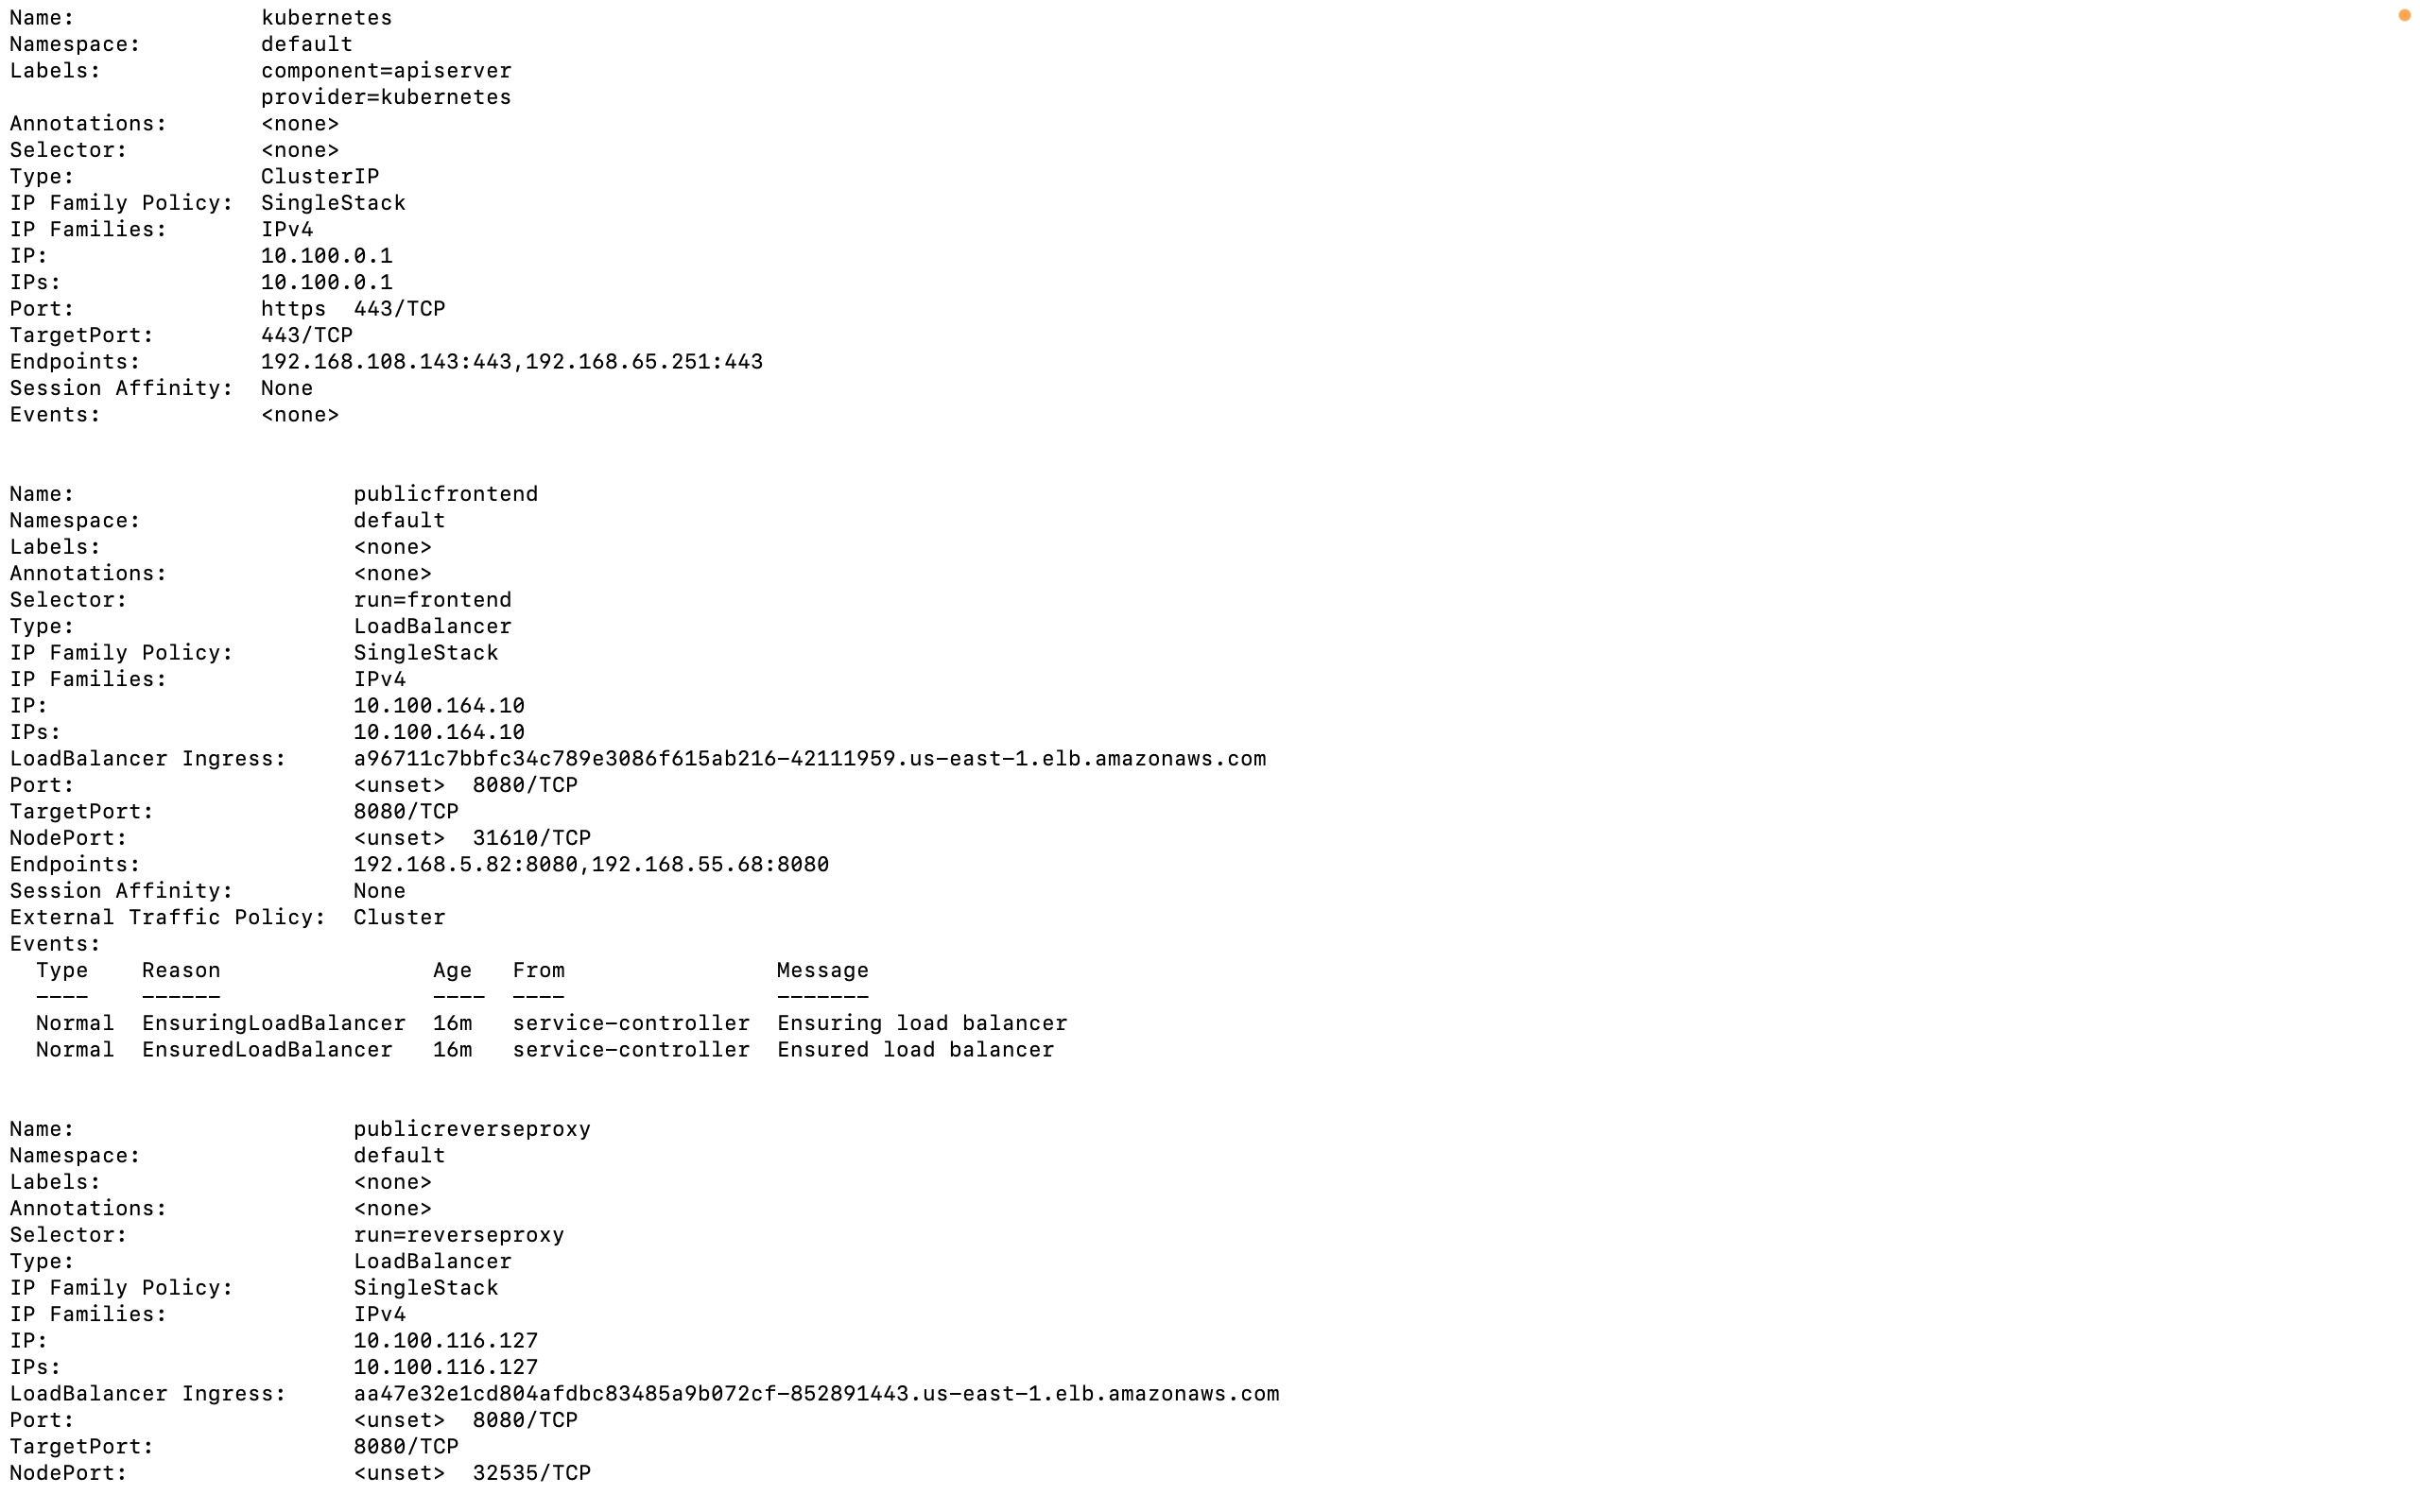 Name:              kubernetes
Namespace:         default
Labels:            component=apiserver
                   provider=kubernetes
Annotations:       <none>
Selector:          <none>
Type:              ClusterIP
IP Family Policy:  SingleStack
IP Families:       IPv4
IP:                10.100.0.1
IPs:               10.100.0.1
Port:              https  443/TCP
TargetPort:        443/TCP
Endpoints:         192.168.108.143:443,192.168.65.251:443
Session Affinity:  None
Events:            <none>
Name:                     publicfrontend
Namespace:                default
Labels:                   <none>
Annotations:              <none>
Selector:                 run=frontend
Type:                     LoadBalancer
IP Family Policy:         SingleStack
IP Families:              IPv4
IP:                       10.100.164.10
IPs:                      10.100.164.10
LoadBalancer Ingress:     a96711c7bbfc34c789e3086f615ab216-42111959.us-east-1.elb.amazonaws.com
Port:                     <unset>  8080/TCP
TargetPort:               8080/TCP
NodePort:                 <unset>  31610/TCP
Endpoints:                192.168.5.82:8080,192.168.55.68:8080
Session Affinity:         None
External Traffic Policy:  Cluster
Events:
  Type    Reason                Age   From                Message
  ----    ------                ----  ----                -------
  Normal  EnsuringLoadBalancer  16m   service-controller  Ensuring load balancer
  Normal  EnsuredLoadBalancer   16m   service-controller  Ensured load balancer
Name:                     publicreverseproxy
Namespace:                default
Labels:                   <none>
Annotations:              <none>
Selector:                 run=reverseproxy
Type:                     LoadBalancer
IP Family Policy:         SingleStack
IP Families:              IPv4
IP:                       10.100.116.127
IPs:                      10.100.116.127
LoadBalancer Ingress:     aa47e32e1cd804afdbc83485a9b072cf-852891443.us-east-1.elb.amazonaws.com
Port:                     <unset>  8080/TCP
TargetPort:               8080/TCP
NodePort:                 <unset>  32535/TCP